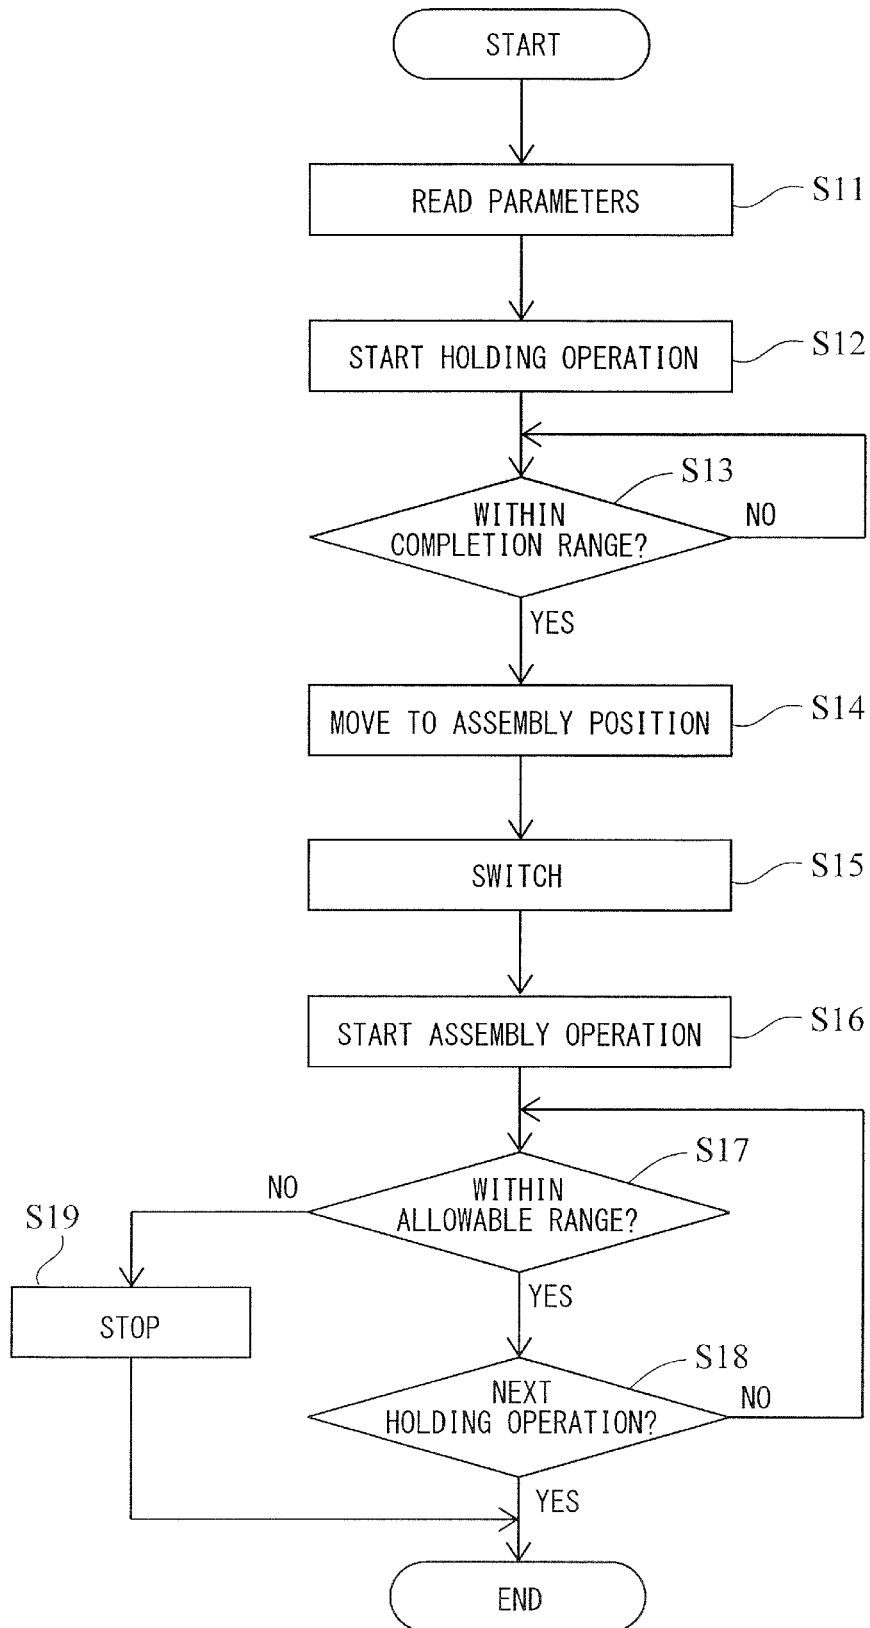 START
READ PARAMETERS
S11
START HOLDING OPERATION
S12
S13
WITHIN
COMPLETION RANGE?
NO
YES
MOVE TO ASSEMBLY POSITION
S14
SWITCH
S15
START ASSEMBLY OPERATION
S16
S17
WITHIN
ALLOWABLE RANGE?
NO
S19
STOP
YES
S18
NEXT
HOLDING OPERATION?
NO
YES
END